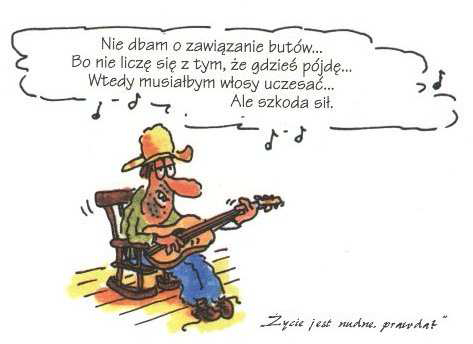 Nie dbam o zawiązanie butów...
Bo nie liczę się z tym, że gdzieś pójdę...
Wtedy musiałbym włosy uczesać...
Ale szkoda sił.
Życie jest nudne, prawda?"